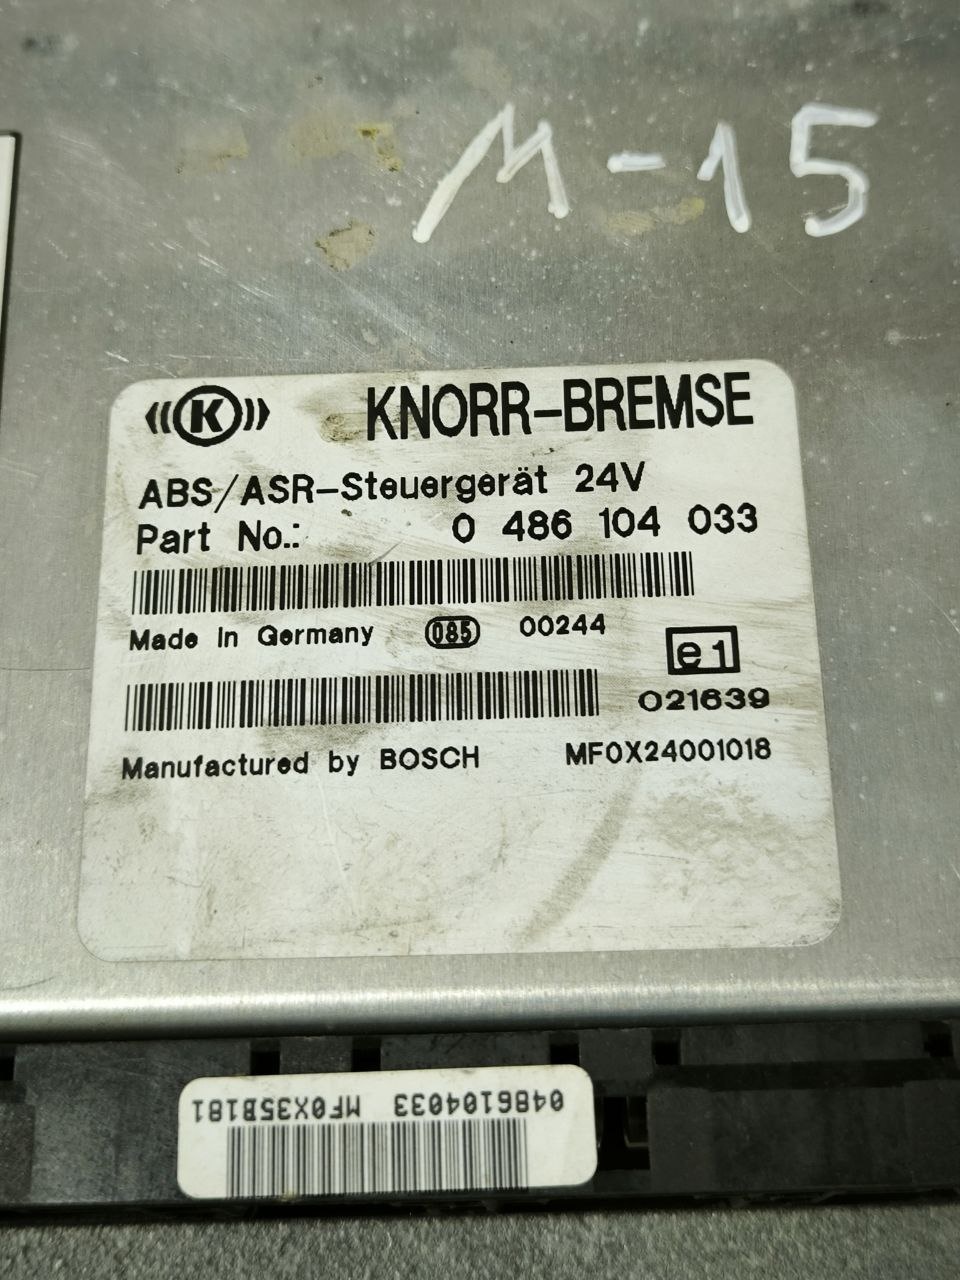 M-15
K
KNORR-BREMSE
ABS/ASR-Steuergerät 24V
Part No.: 0 486 104 033
Made In Germany 085 00244
e1
021639
Manufactured by BOSCH MF0X24001018
0486104033 MF0X35B181